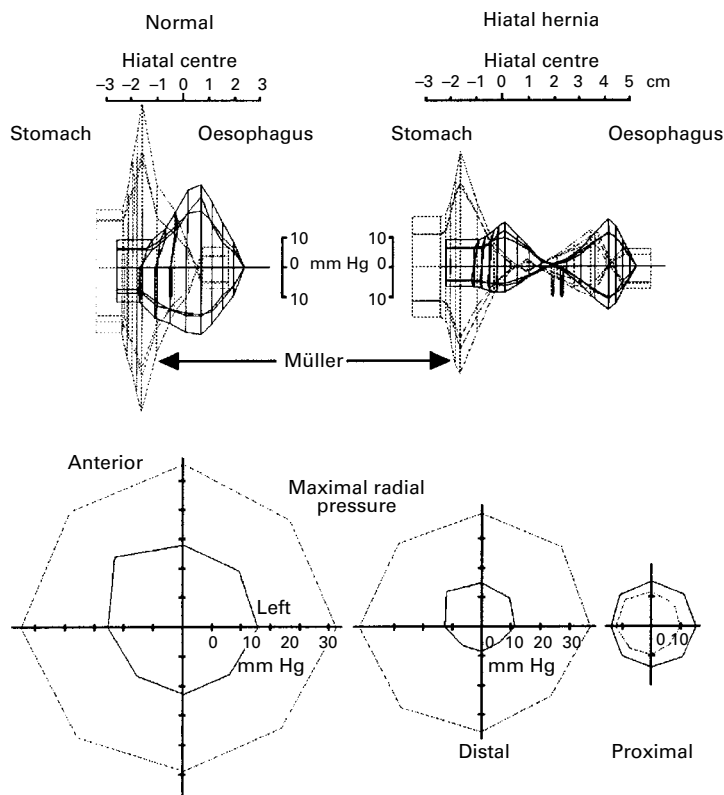 Normal
Hiatal hernia
Hiatal centre
Hiatal centre
−3 −2 −1 0 1 2 3
−3 −2 −1 0 1 2 3 4 5 cm
Stomach
Oesophagus
Stomach
Oesophagus
10
0
10
mm Hg
10
0
10
Müller
Anterior
Maximal radial
pressure
Left
0 10 20 30
mm Hg
0 10 20 30
mm Hg
0 10
Distal
Proximal